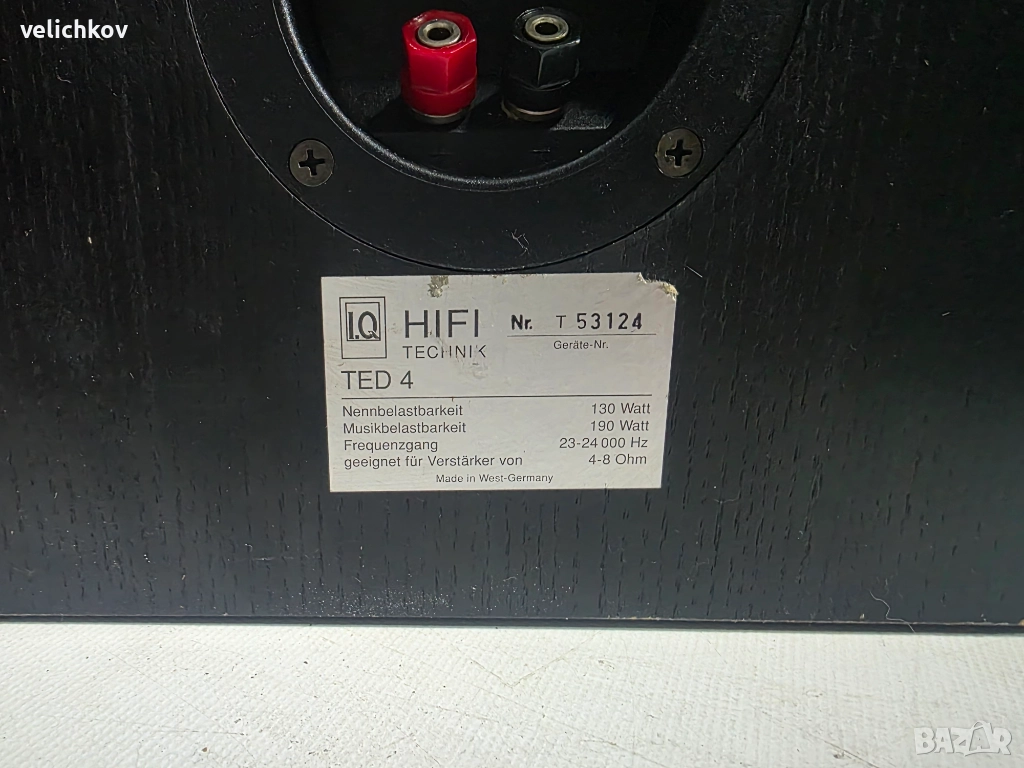 velichkov
I.Q
HIFI
TECHNIK
Nr. T 53124
Geräte-Nr.
TED 4
Nennbelastbarkeit 130 Watt
Musikbelastbarkeit 190 Watt
Frequenzgang 23-24 000 Hz
geeignet für Verstärker von 4-8 Ohm
Made in West-Germany
BAZAR